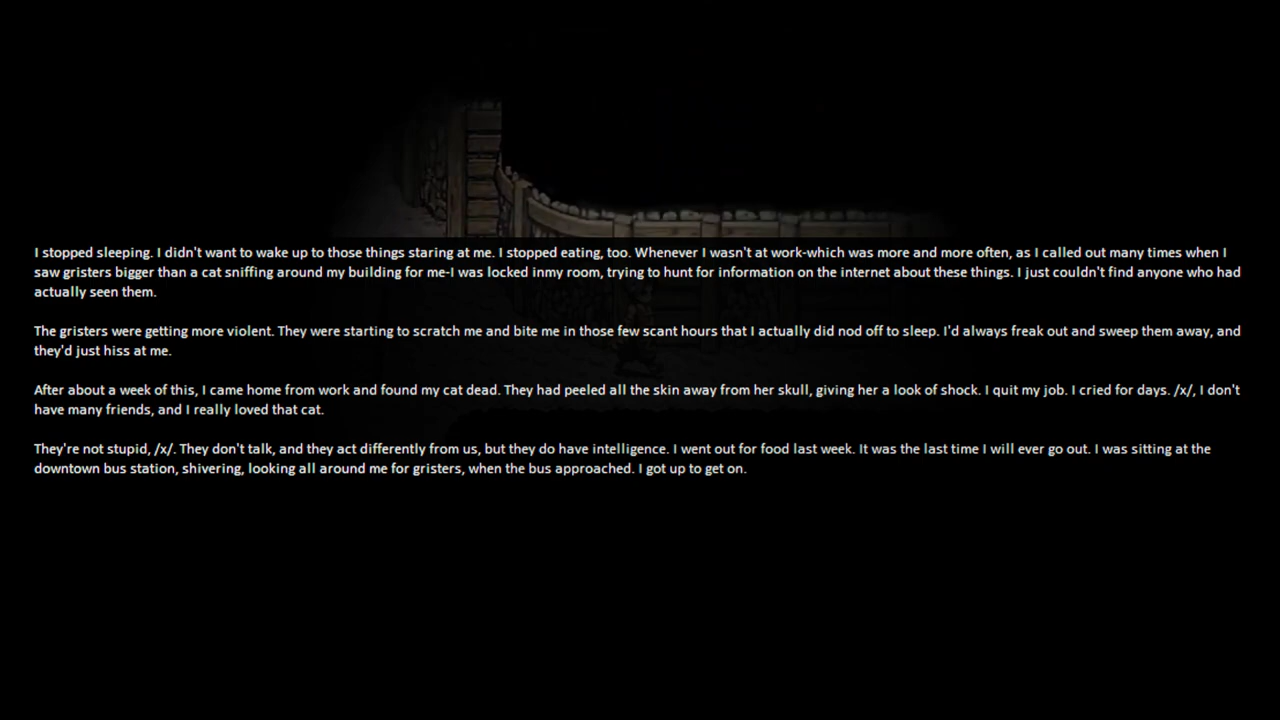 I stopped sleeping. I didn't want to wake up to those things staring at me. I stopped eating, too. Whenever I wasn't at work-which was more and more often, as I called out many times when I
saw gristers bigger than a cat sniffing around my building for me-I was locked inmy room, trying to hunt for information on the internet about these things. I just couldn't find anyone who had
actually seen them.
The gristers were getting more violent. They were starting to scratch me and bite me in those few scant hours that I actually did nod off to sleep. I'd always freak out and sweep them away, and
they'd just hiss at me.
After about a week of this, I came home from work and found my cat dead. They had peeled all the skin away from her skull, giving her a look of shock. I quit my job. I cried for days. /x/, I don't
have many friends, and I really loved that cat.
They're not stupid, /x/. They don't talk, and they act differently from us, but they do have intelligence. I went out for food last week. It was the last time I will ever go out. I was sitting at the
downtown bus station, shivering, looking all around me for gristers, when the bus approached. I got up to get on.